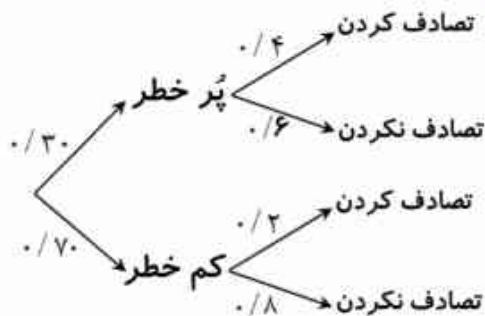 تصادف کردن
۰/۴
پُر خطر
۰/۶
تصادف نکردن
۰/۳۰
تصادف کردن
۰/۲
۰/۷۰
کم خطر
۰/۸
تصادف نکردن